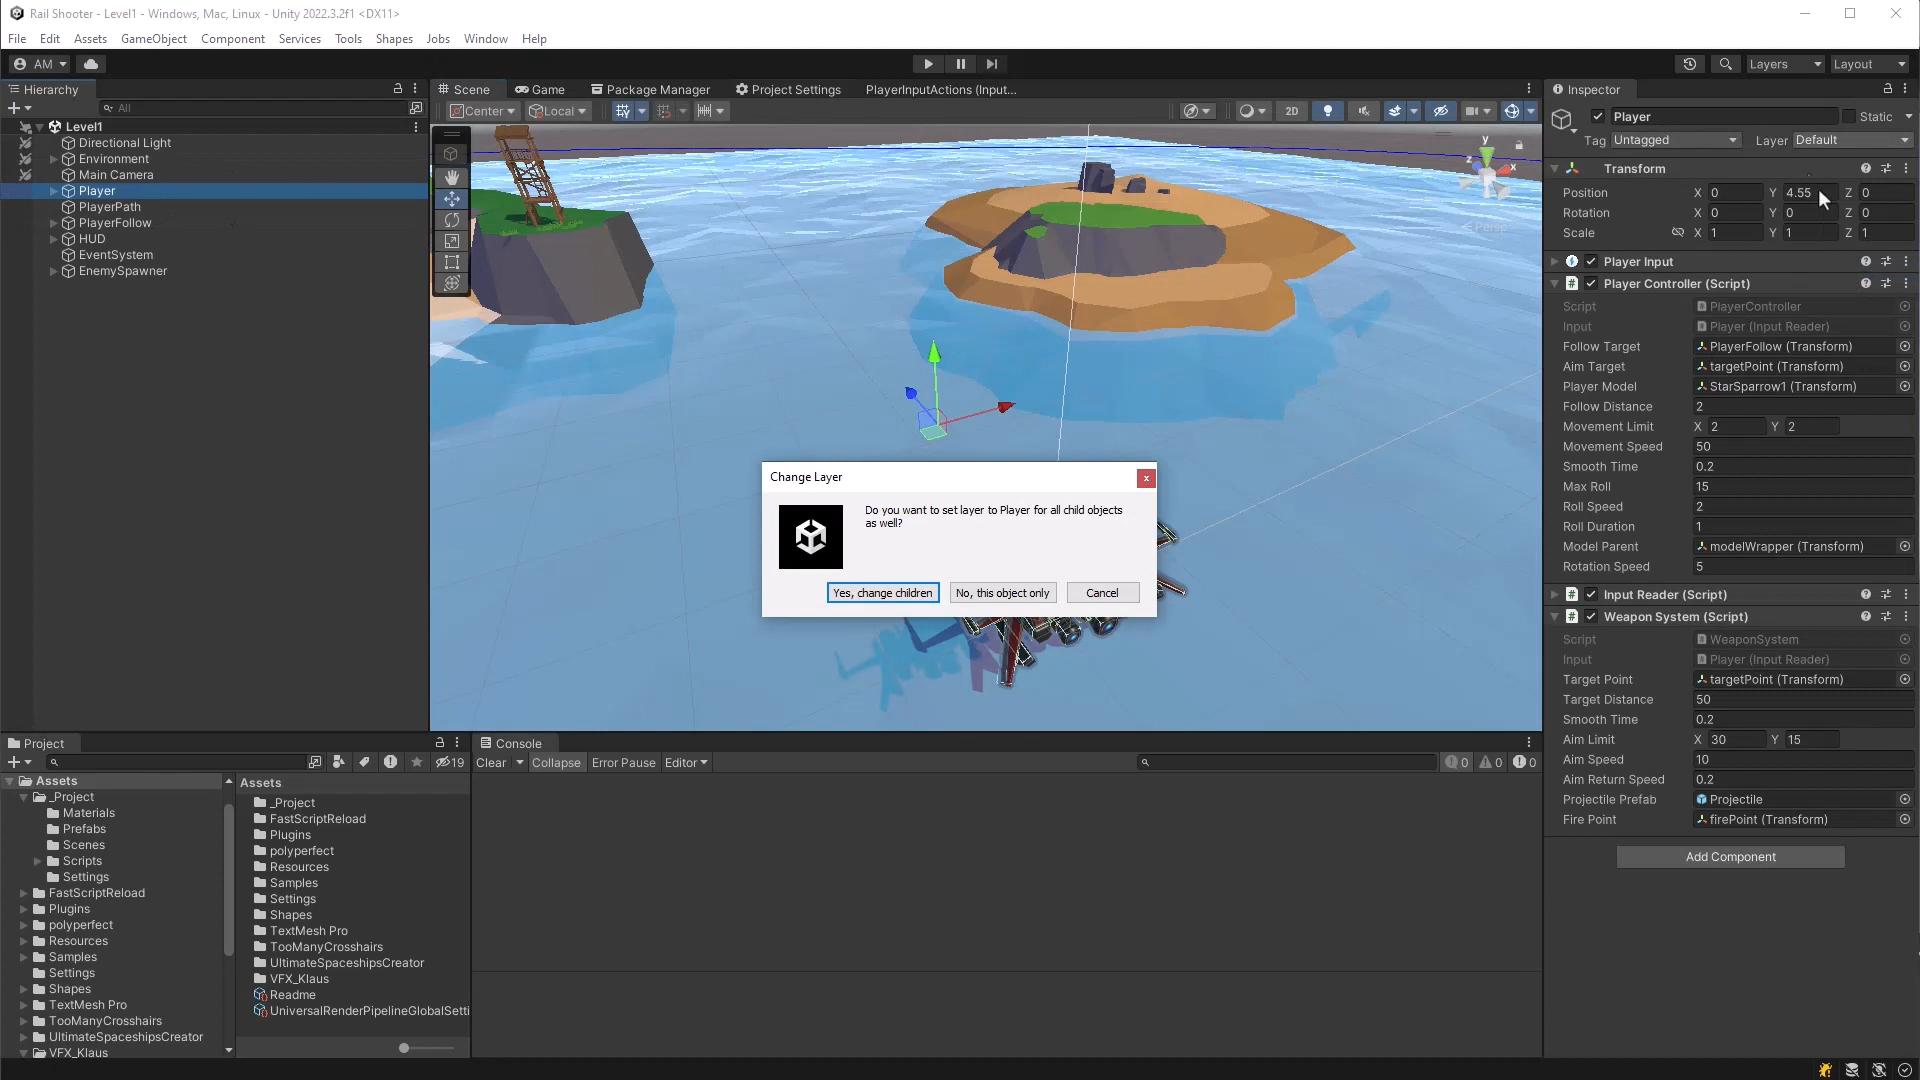 Rail Shooter - Level1 - Windows, Mac, Linux - Unity 2022.3.2f1 <DX11>
File Edit Assets GameObject Component Services Tools Shapes Jobs Window Help
AM
Layers Layout
Hierarchy
All
Level1
Directional Light
Environment
Main Camera
Player
PlayerPath
PlayerFollow
HUD
EventSystem
EnemySpawner
Scene Game Package Manager Project Settings PlayerInputActions (Input...
Center Local 2D
y
z x
Persp
Change Layer
x
Do you want to set layer to Player for all child objects
as well?
Yes, change children No, this object only Cancel
Inspector
Player Static
Tag Untagged Layer Default
Transform
Position X 0 Y 4.55 Z 0
Rotation X 0 Y 0 Z 0
Scale X 1 Y 1 Z 1
Player Input
Player Controller (Script)
Script PlayerController
Input Player (Input Reader)
Follow Target PlayerFollow (Transform)
Aim Target targetPoint (Transform)
Player Model StarSparrow1 (Transform)
Follow Distance 2
Movement Limit X 2 Y 2
Movement Speed 50
Smooth Time 0.2
Max Roll 15
Roll Speed 2
Roll Duration 1
Model Parent modelWrapper (Transform)
Rotation Speed 5
Input Reader (Script)
Weapon System (Script)
Script WeaponSystem
Input Player (Input Reader)
Target Point targetPoint (Transform)
Target Distance 50
Smooth Time 0.2
Aim Limit X 30 Y 15
Aim Speed 10
Aim Return Speed 0.2
Projectile Prefab Projectile
Fire Point firePoint (Transform)
Add Component
Project
19
Assets
_Project
Materials
Prefabs
Scenes
Scripts
Settings
FastScriptReload
Plugins
polyperfect
Resources
Samples
Settings
Shapes
TextMesh Pro
TooManyCrosshairs
UltimateSpaceshipsCreator
VFX_Klaus
Assets
_Project
FastScriptReload
Plugins
polyperfect
Resources
Samples
Settings
Shapes
TextMesh Pro
TooManyCrosshairs
UltimateSpaceshipsCreator
VFX_Klaus
Readme
UniversalRenderPipelineGlobalSetti
Console
Clear Collapse Error Pause Editor 0 0 0